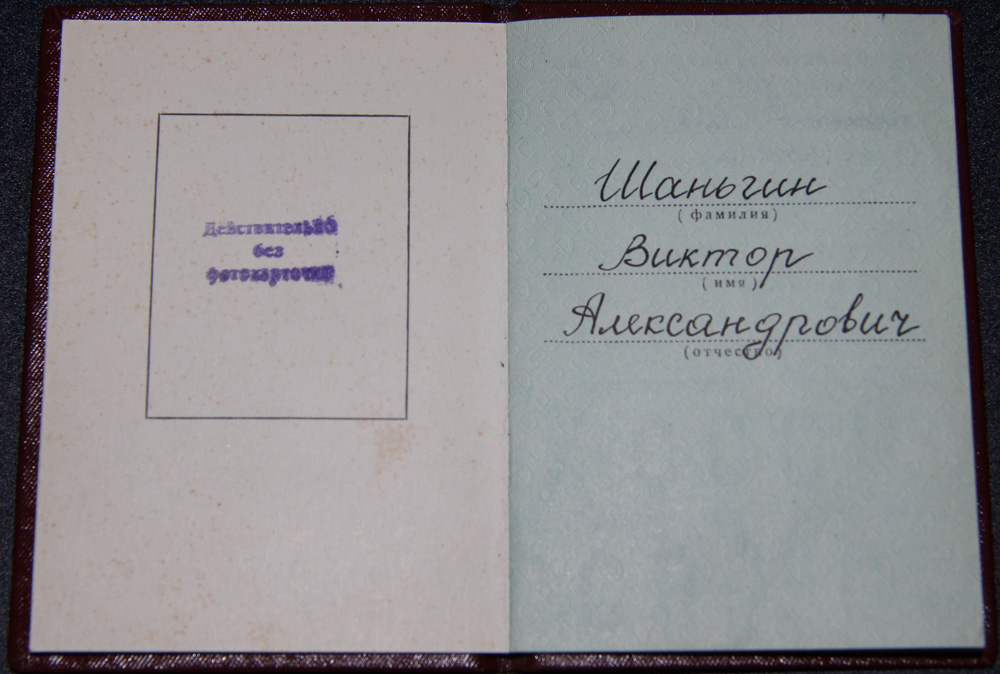 Действительно
без
фотокарточки
Шаньгин
(фамилия)
Виктор
(имя)
Александрович
(отчество)